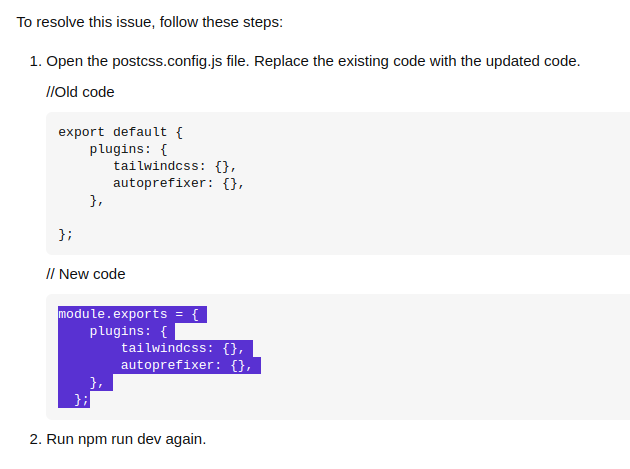 To resolve this issue, follow these steps:
1. Open the postcss.config.js file. Replace the existing code with the updated code.
//Old code
export default {
    plugins: {
       tailwindcss: {},
       autoprefixer: {},
    },
};
// New code
module.exports = {
    plugins: {
        tailwindcss: {},
        autoprefixer: {},
    },
  };
2. Run npm run dev again.